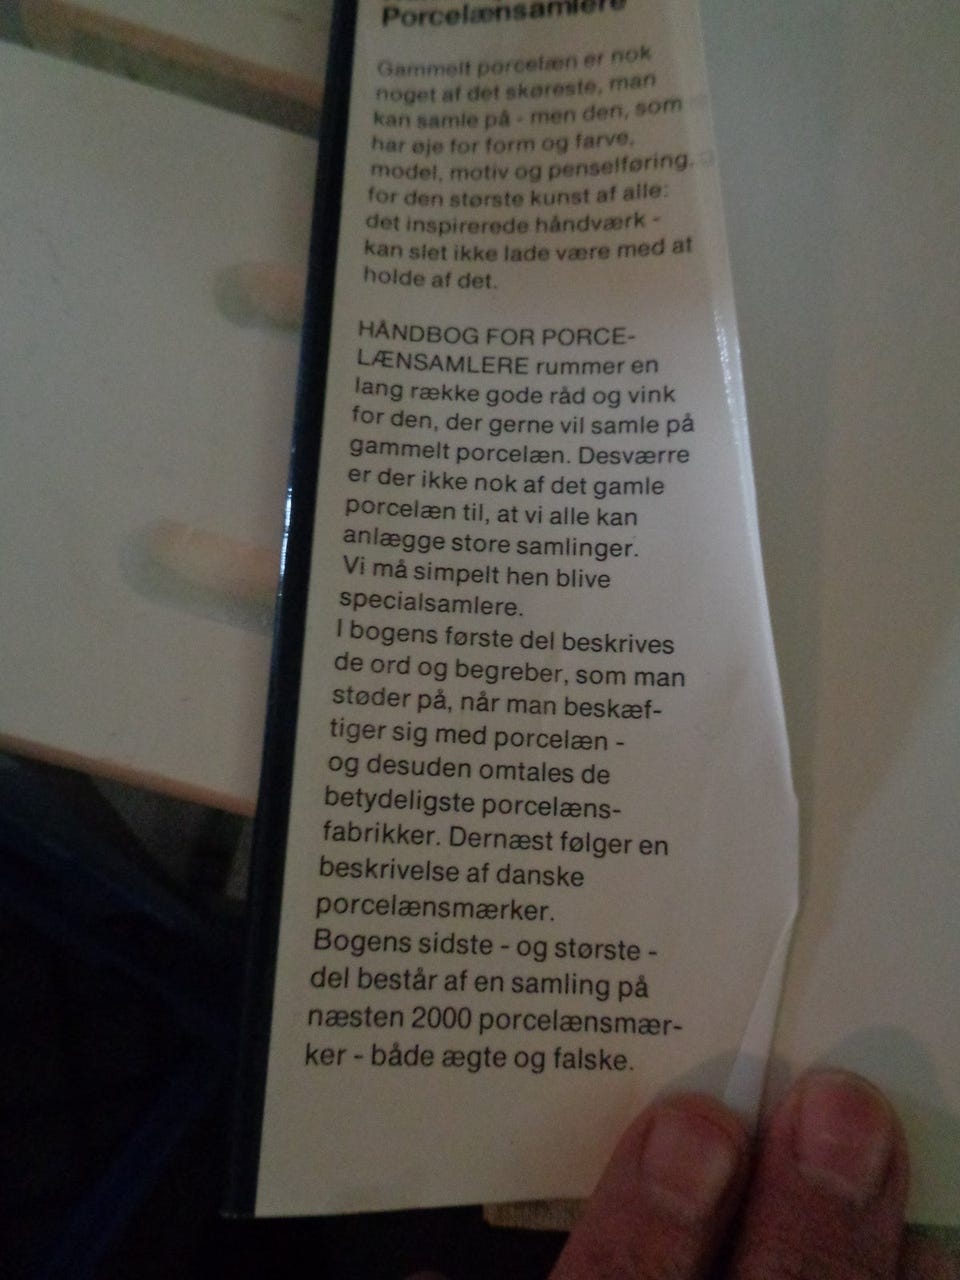 Porcelænsamlere
Gammelt porcelæn er nok
noget af det skøreste, man
kan samle på - men den, som
har øje for form og farve,
model, motiv og penselføring,
for den største kunst af alle:
det inspirerede håndværk -
kan slet ikke lade være med at
holde af det.
HÅNDBOG FOR PORCE-
LÆNSAMLERE rummer en
lang række gode råd og vink
for den, der gerne vil samle på
gammelt porcelæn. Desværre
er der ikke nok af det gamle
porcelæn til, at vi alle kan
anlægge store samlinger.
Vi må simpelt hen blive
specialsamlere.
I bogens første del beskrives
de ord og begreber, som man
støder på, når man beskæf-
tiger sig med porcelæn -
og desuden omtales de
betydeligste porcelæns-
fabrikker. Dernæst følger en
beskrivelse af danske
porcelænsmærker.
Bogens sidste - og største -
del består af en samling på
næsten 2000 porcelænsmær-
ker - både ægte og falske.